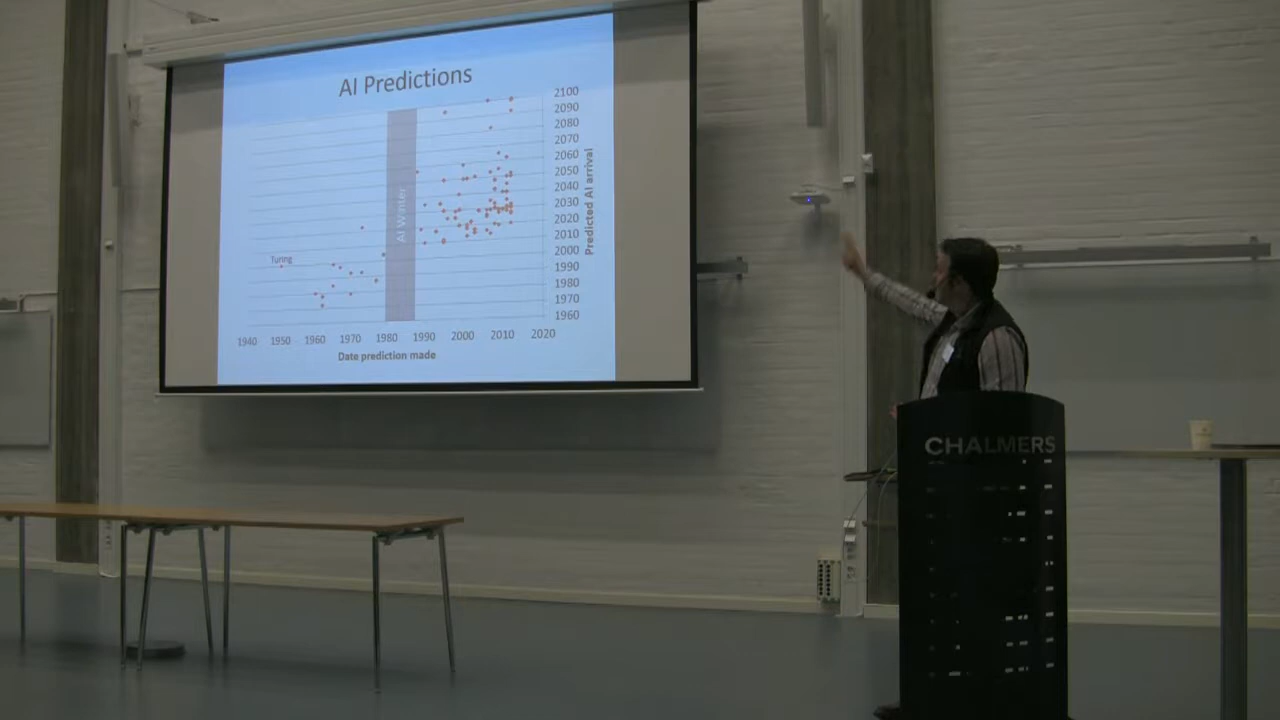 AI Predictions
2100
2090
2080
2070
2060
2050
2040
2030
2020
2010
2000
1990
1980
1970
1960
Predicted AI arrival
AI Winter
Turing
1940 1950 1960 1970 1980 1990 2000 2010 2020
Date prediction made
CHALMERS